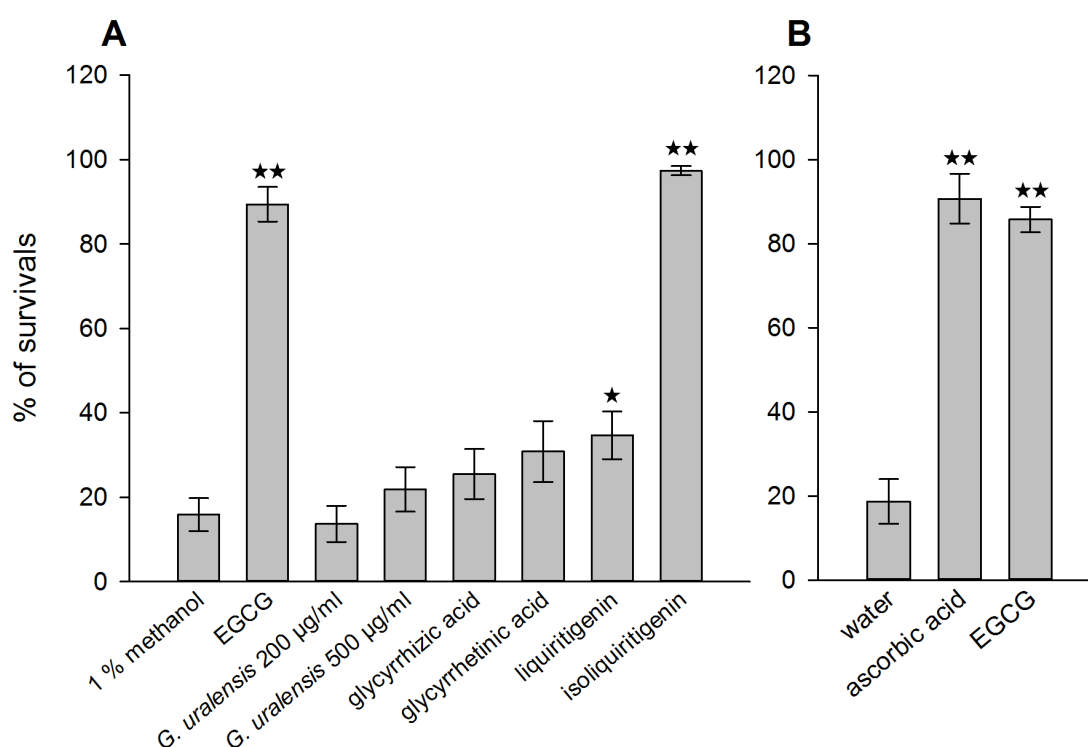 A
B
% of survivals
120
100
80
60
40
20
0
★★
★
★★
1 % methanol
EGCG
G. uralensis 200 µg/ml
G. uralensis 500 µg/ml
glycyrrhizic acid
glycyrrhetinic acid
liquiritigenin
isoliquiritigenin
120
100
80
60
40
20
0
★★
★★
water
ascorbic acid
EGCG